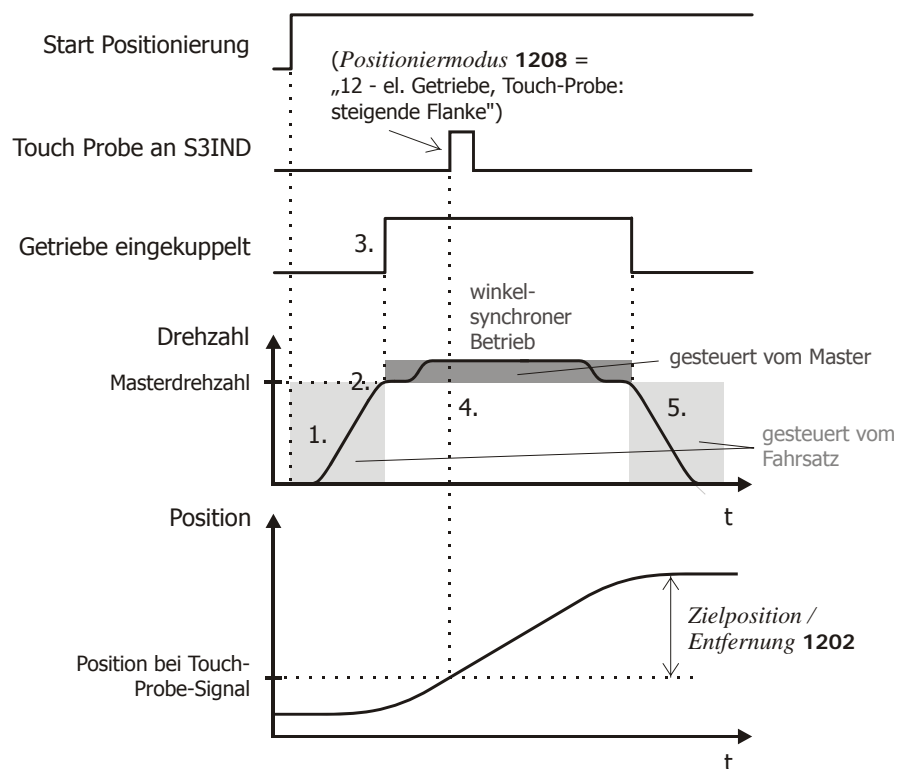 Start Positionierung
(Positioniermodus 1208 =
„12 - el. Getriebe, Touch-Probe:
steigende Flanke")
Touch Probe an S3IND
Getriebe eingekuppelt
3.
winkel-
synchroner
Betrieb
Drehzahl
gesteuert vom Master
Masterdrehzahl
2.
4.
5.
1.
gesteuert vom
Fahrsatz
t
Position
Zielposition /
Entfernung 1202
Position bei Touch-
Probe-Signal
t